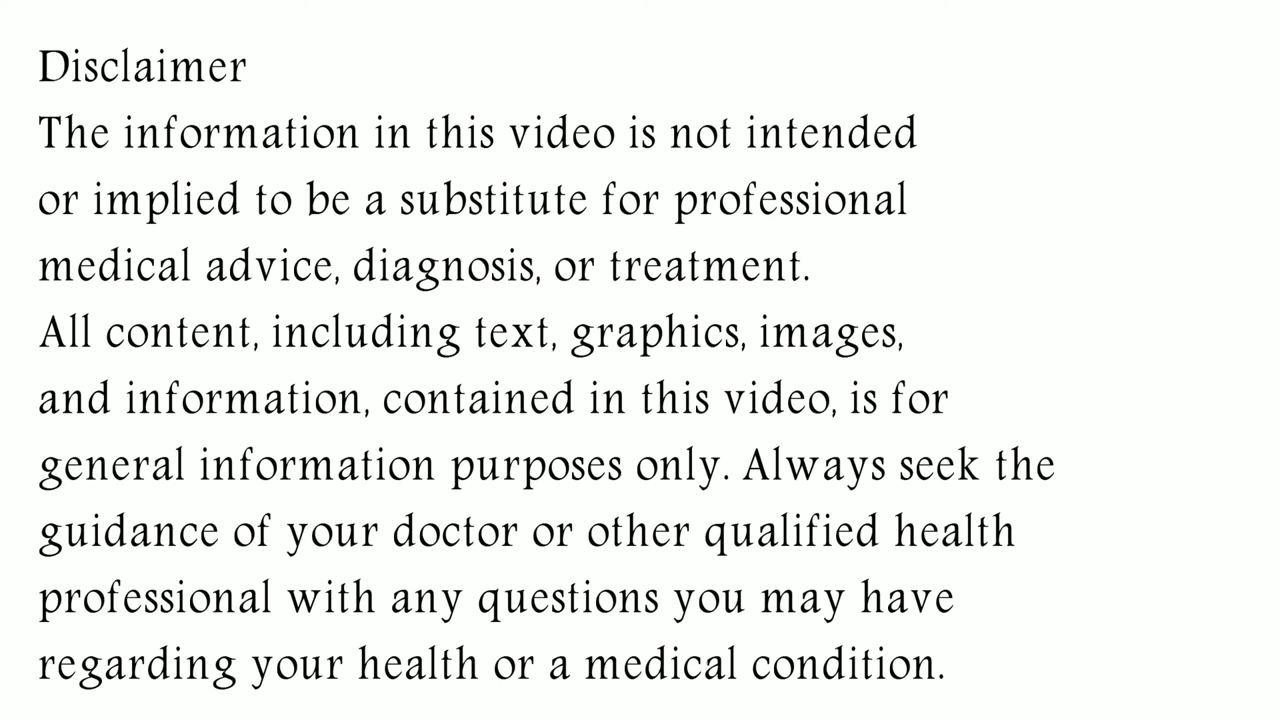 Disclaimer
The information in this video is not intended
or implied to be a substitute for professional
medical advice, diagnosis, or treatment.
All content, including text, graphics, images,
and information, contained in this video, is for
general information purposes only. Always seek the
guidance of your doctor or other qualified health
professional with any questions you may have
regarding your health or a medical condition.